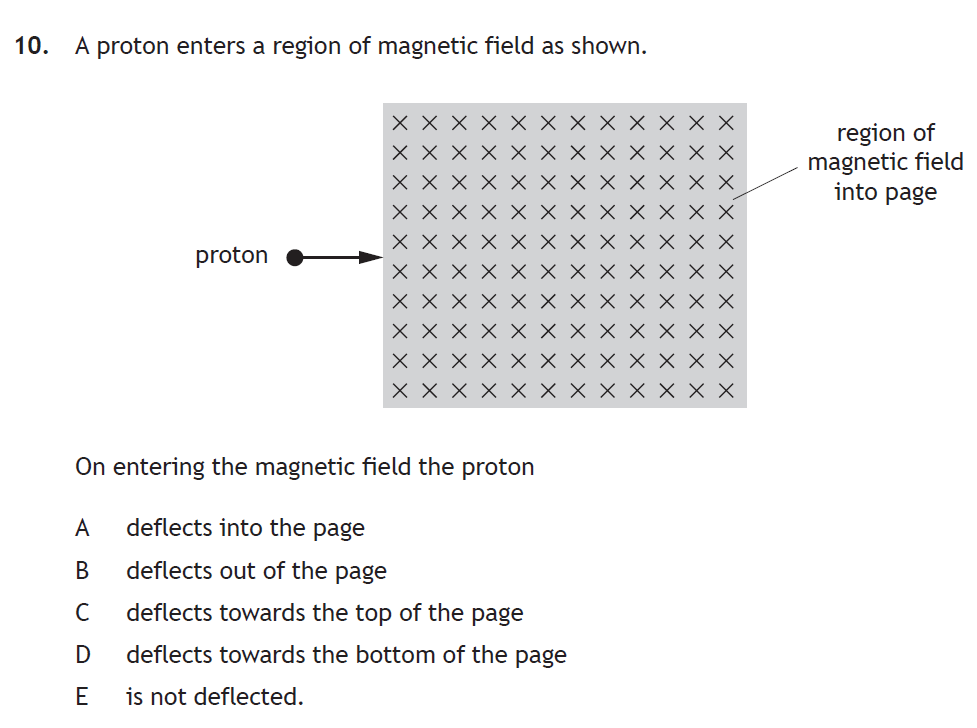 10. A proton enters a region of magnetic field as shown.
region of
magnetic field
into page
proton
On entering the magnetic field the proton
A deflects into the page
B deflects out of the page
C deflects towards the top of the page
D deflects towards the bottom of the page
E is not deflected.